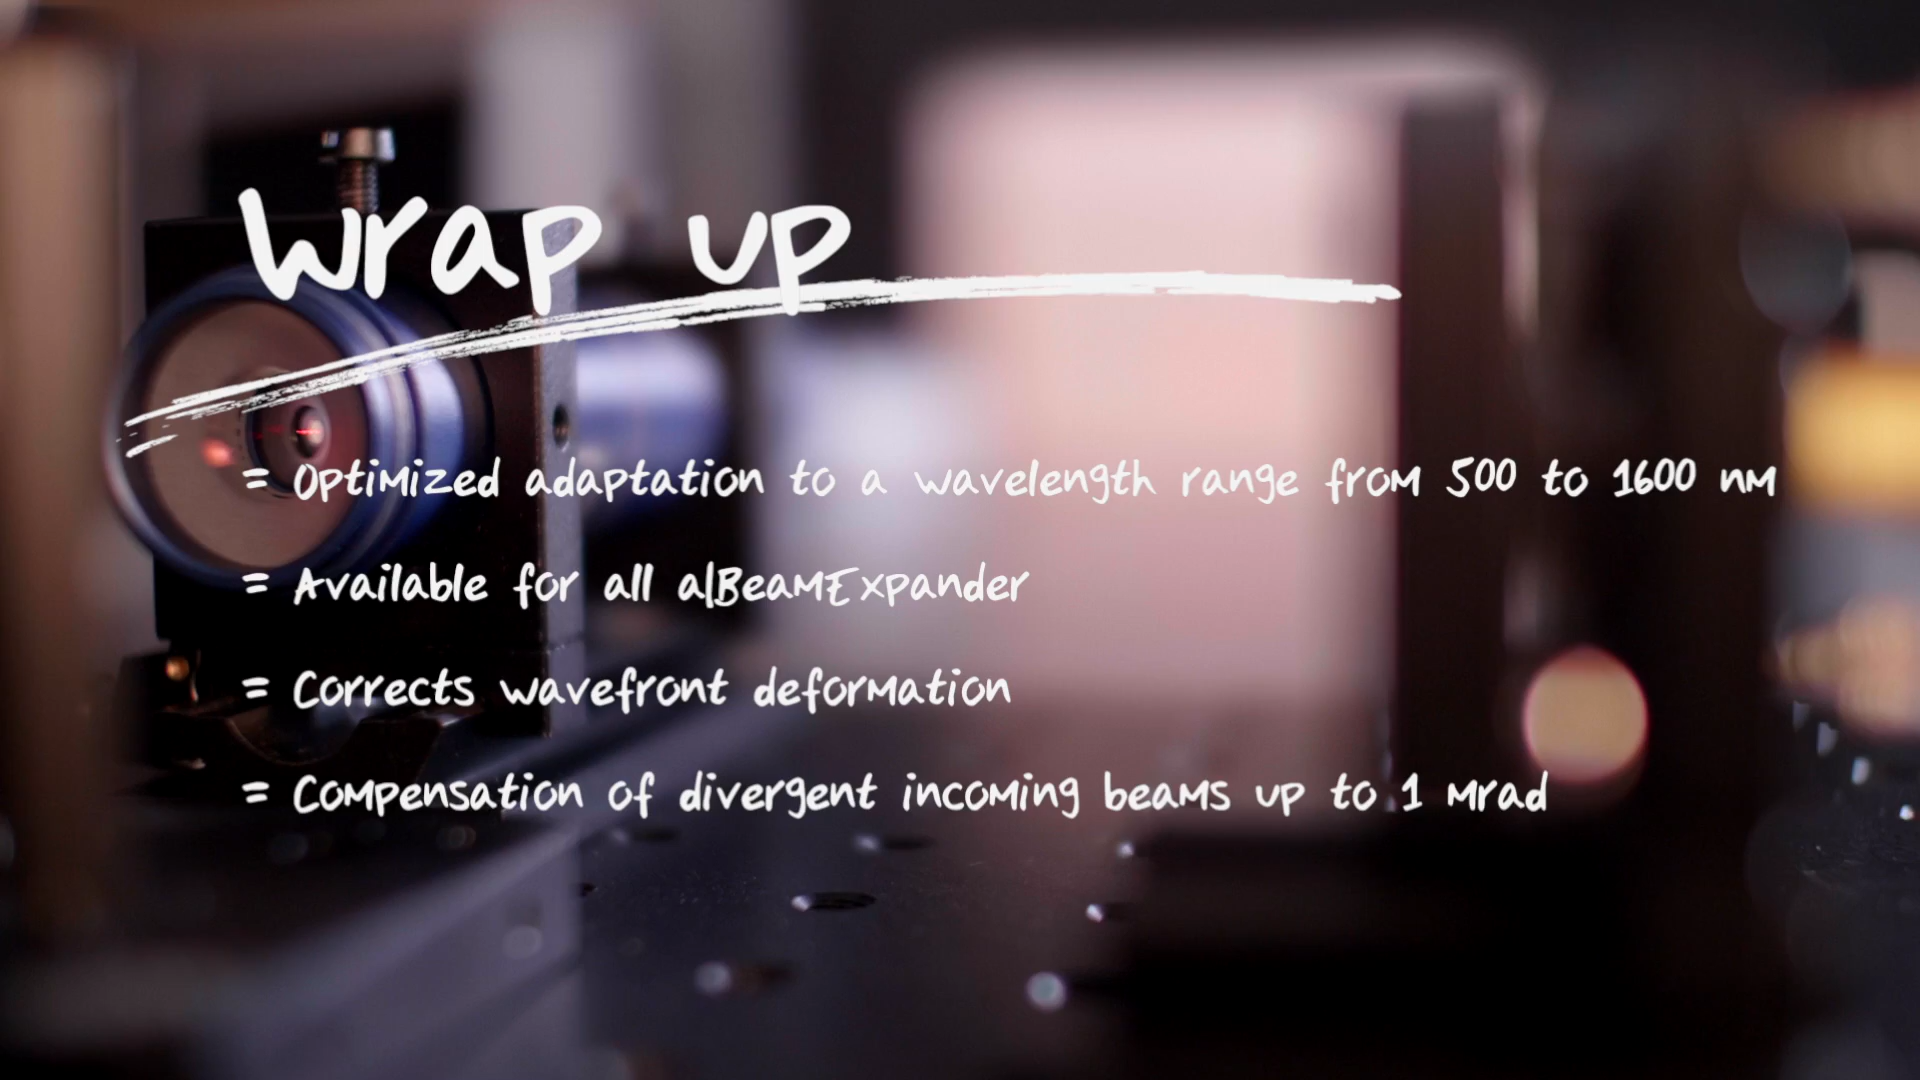 Wrap up
= Optimized adaptation to a wavelength range from 500 to 1600 nm
= Available for all a|BeamExpander
= Corrects wavefront deformation
= Compensation of divergent incoming beams up to 1 mrad